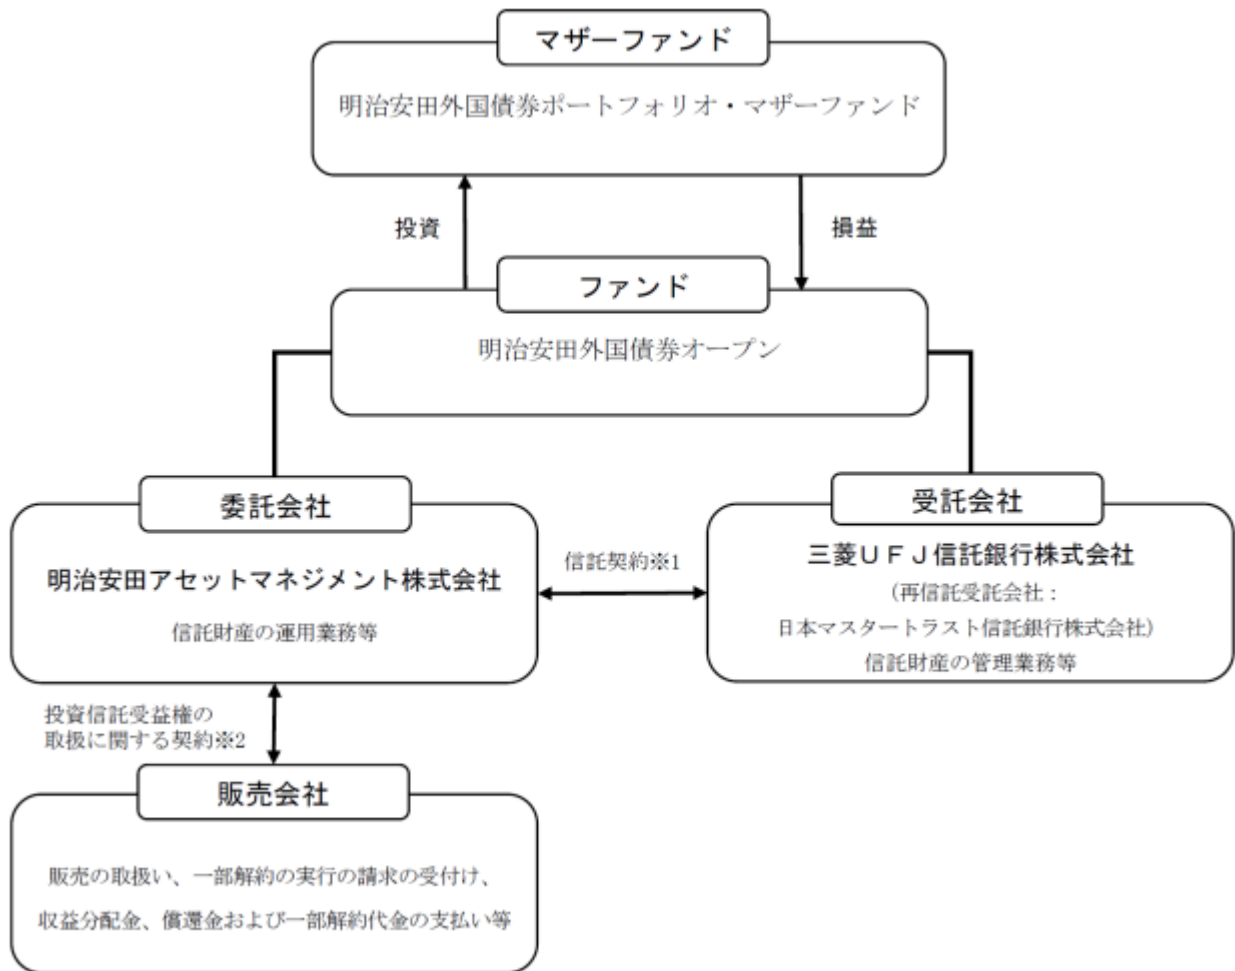 マザーファンド
明治安田外国債券ポートフォリオ・マザーファンド
投資
損益
ファンド
明治安田外国債券オープン
委託会社
明治安田アセットマネジメント株式会社
信託財産の運用業務等
信託契約※1
受託会社
三菱ＵＦＪ信託銀行株式会社
（再信託受託会社：
日本マスタートラスト信託銀行株式会社）
信託財産の管理業務等
投資信託受益権の
取扱に関する契約※2
販売会社
販売の取扱い、一部解約の実行の請求の受付け、
収益分配金、償還金および一部解約代金の支払い等